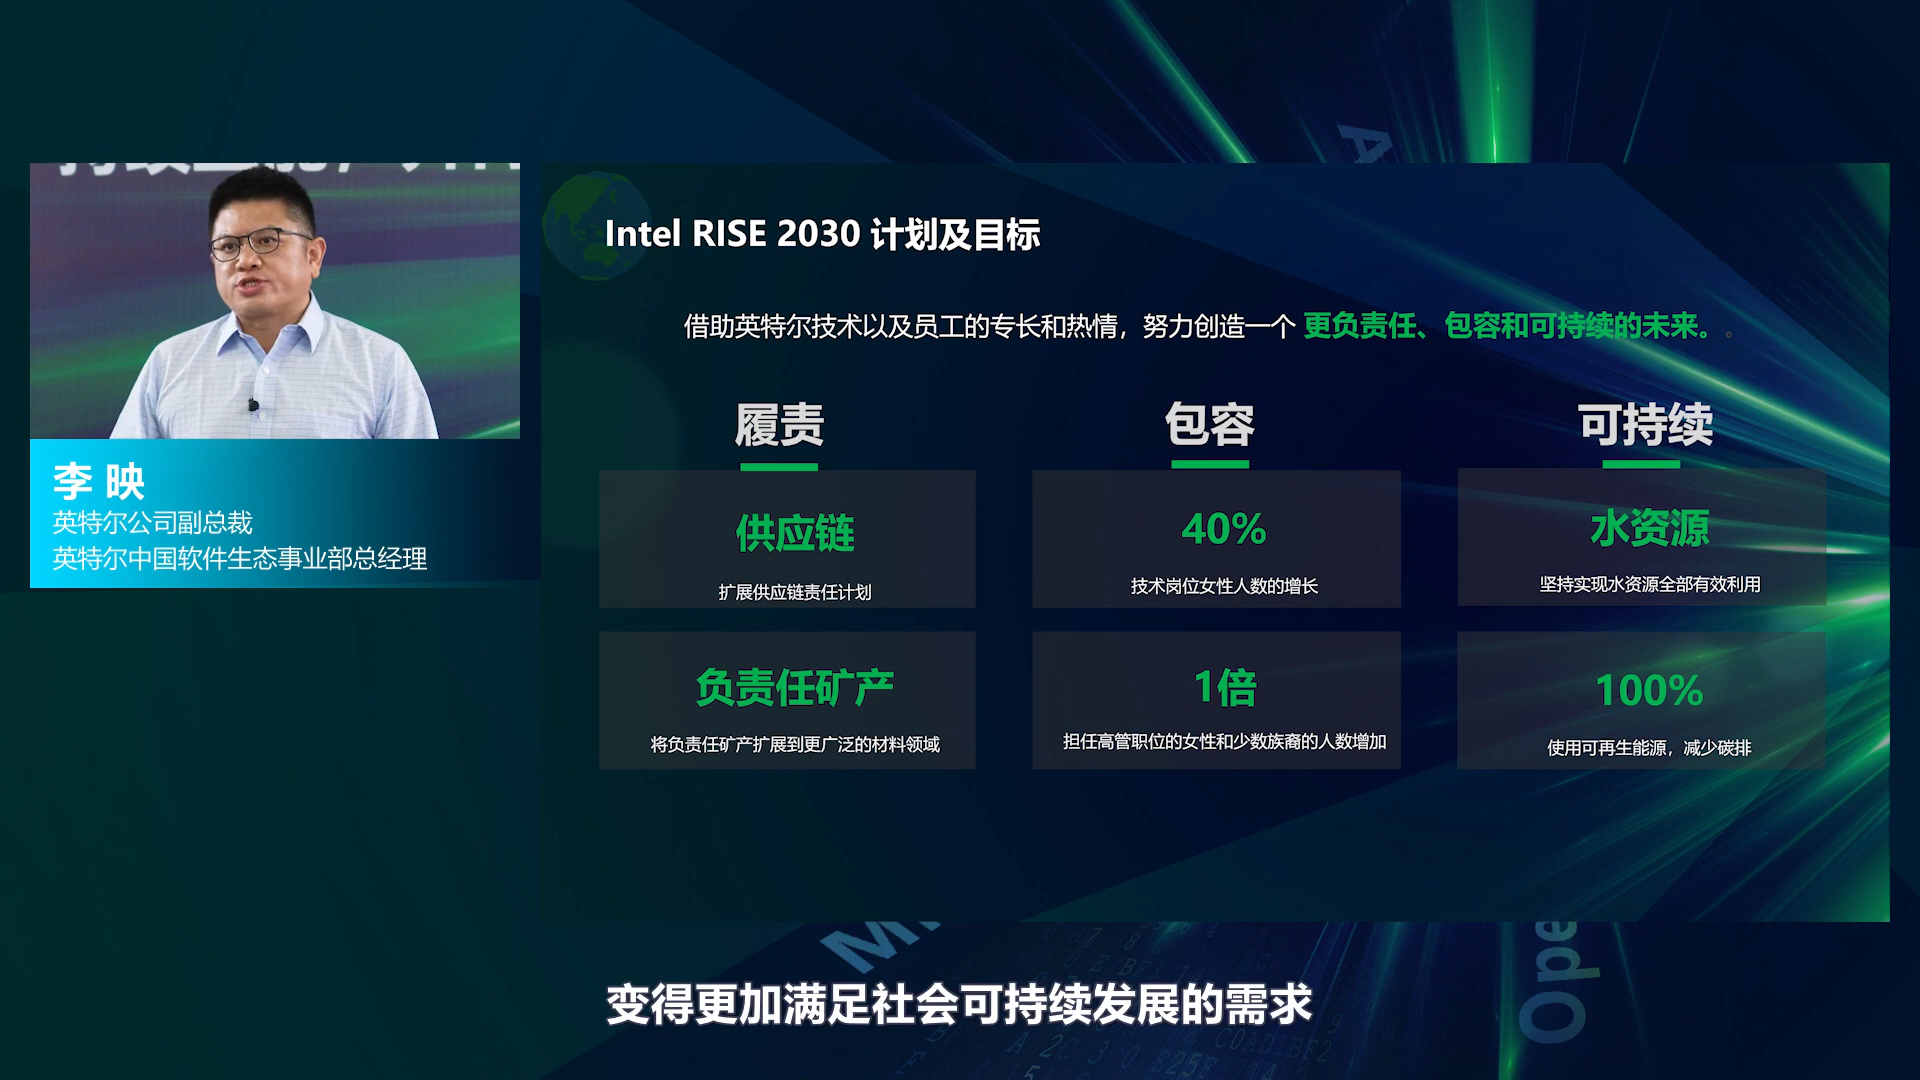 李 映
英特尔公司副总裁
英特尔中国软件生态事业部总经理
Intel RISE 2030 计划及目标
借助英特尔技术以及员工的专长和热情，努力创造一个 更负责任、包容和可持续的未来。。
履责
供应链
扩展供应链责任计划
负责任矿产
将负责任矿产扩展到更广泛的材料领域
包容
40%
技术岗位女性人数的增长
1倍
担任高管职位的女性和少数族裔的人数增加
可持续
水资源
坚持实现水资源全部有效利用
100%
使用可再生能源，减少碳排
Ope
变得更加满足社会可持续发展的需求